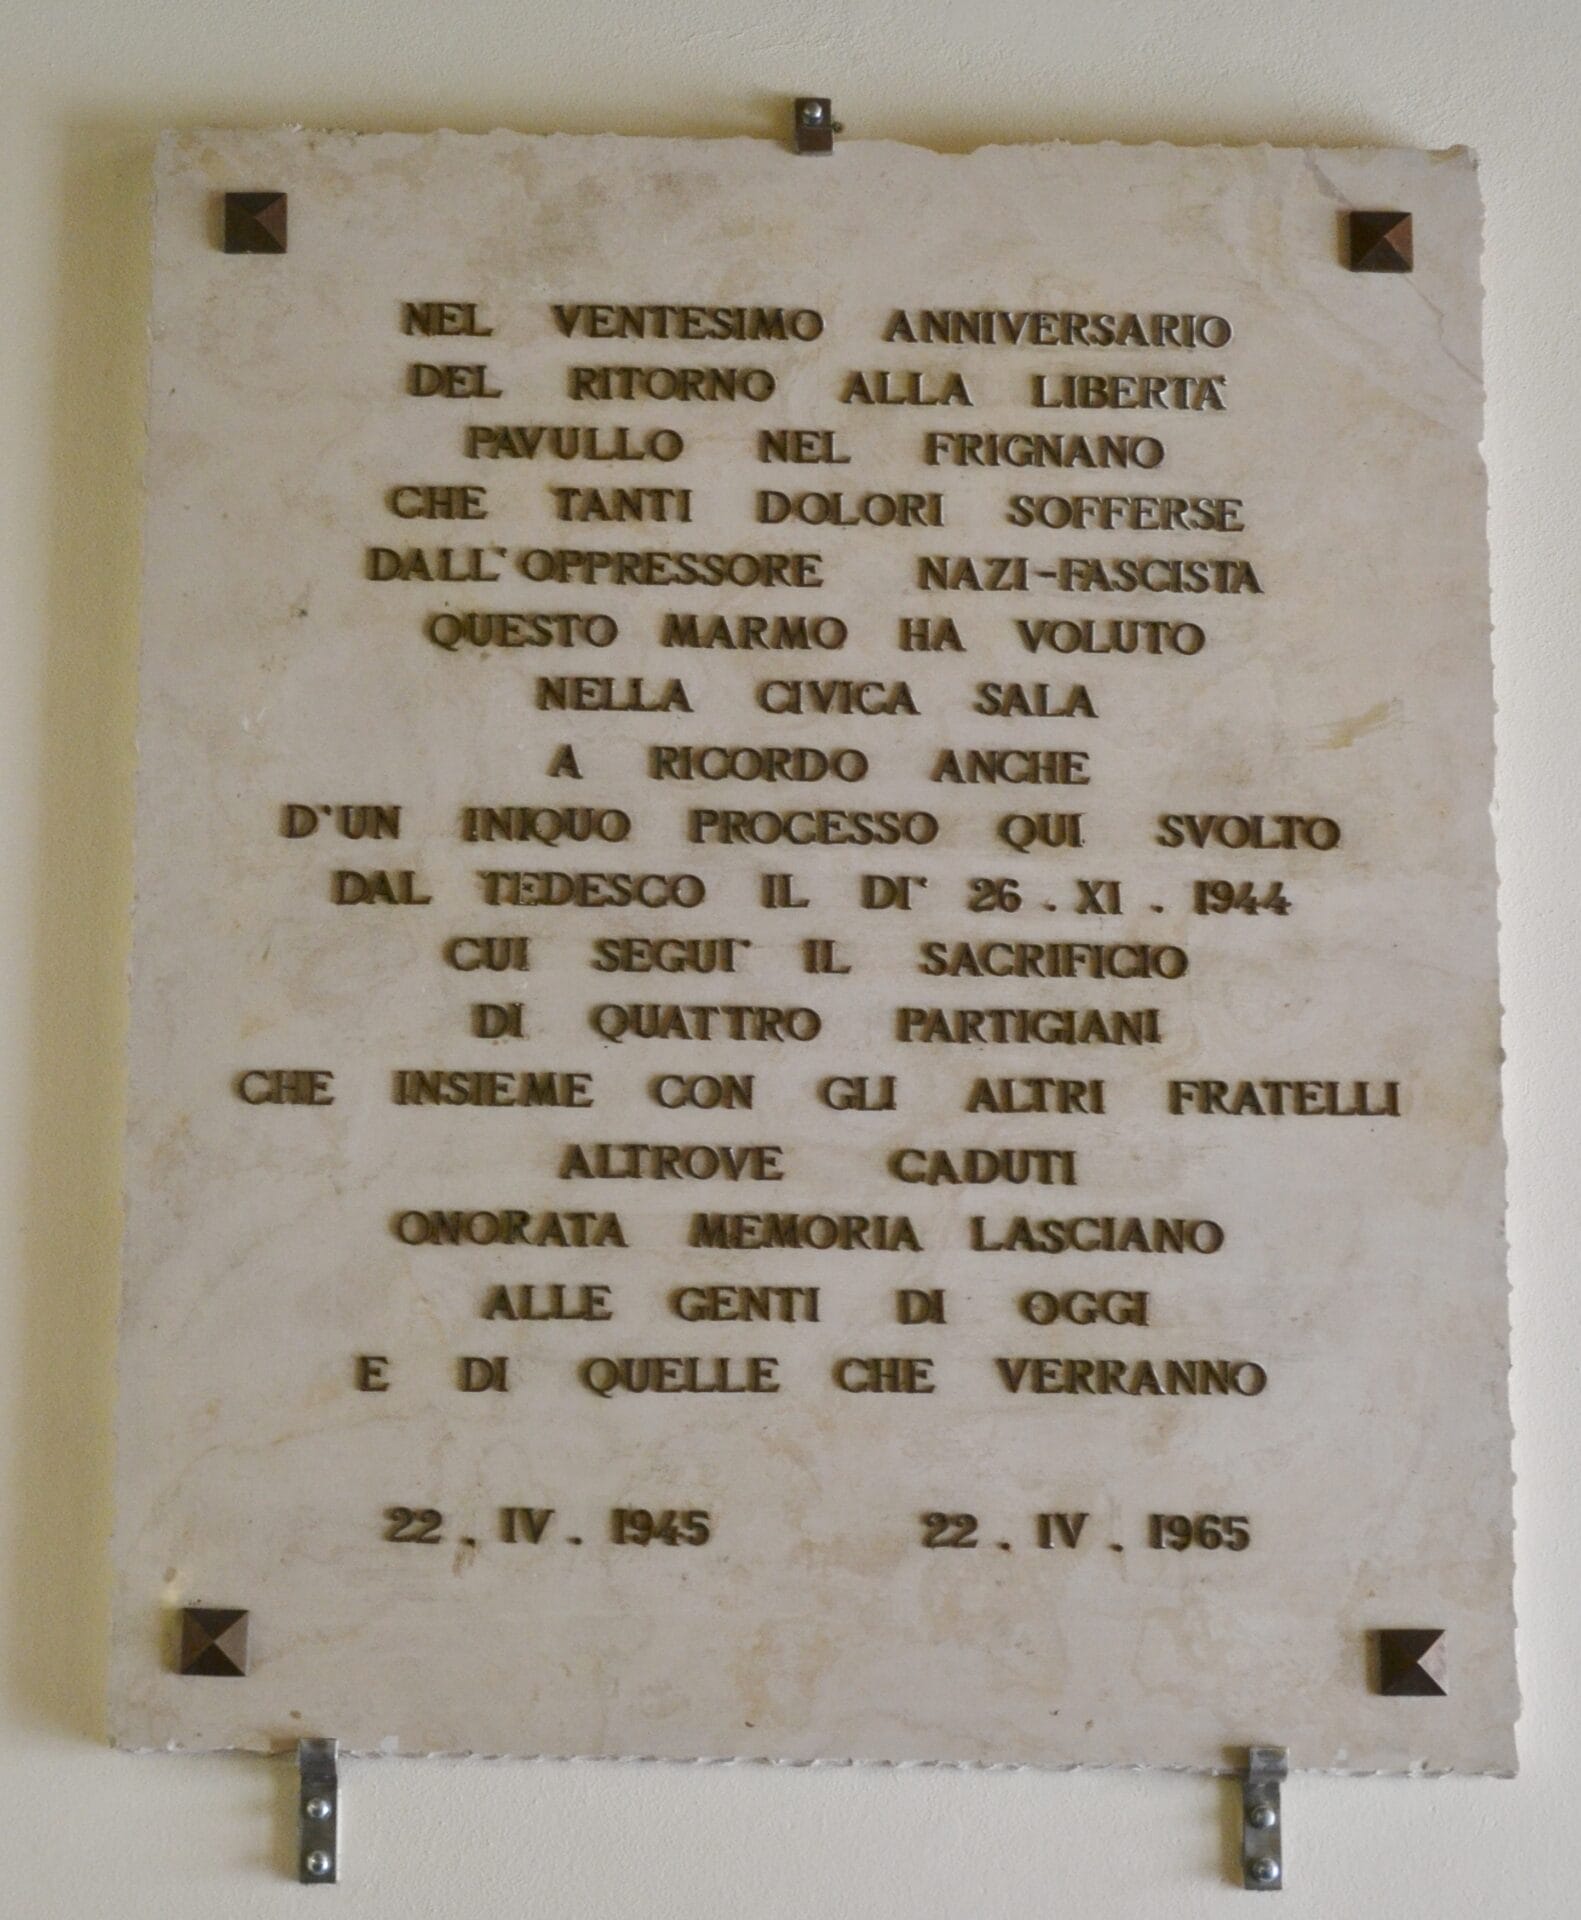 NEL VENTESIMO ANNIVERSARIO
DEL RITORNO ALLA LIBERTA'
PAVULLO NEL FRIGNANO
CHE TANTI DOLORI SOFFERSE
DALL'OPPRESSORE NAZI-FASCISTA
QUESTO MARMO HA VOLUTO
NELLA CIVICA SALA
A RICORDO ANCHE
D'UN INIQUO PROCESSO QUI SVOLTO
DAL TEDESCO IL DI' 26 . XI . 1944
CUI SEGUI' IL SACRIFICIO
DI QUATTRO PARTIGIANI
CHE INSIEME CON GLI ALTRI FRATELLI
ALTROVE CADUTI
ONORATA MEMORIA LASCIANO
ALLE GENTI DI OGGI
E DI QUELLE CHE VERRANNO
22 . IV . 1945 22 . IV . 1965